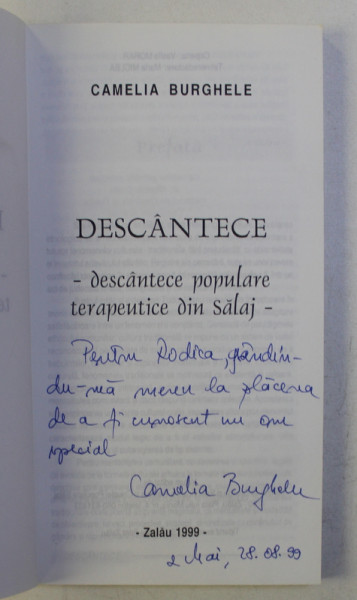 CAMELIA BURGHELE
DESCÂNTECE
- descântece populare
terapeutice din Sălaj -
Pentru Rodica, gândin-
du-mă mereu la plăcerea
de a fi cunoscut un om
special
Camelia Burghele
- Zalău 1999 -
2 Mai, 28.08.99